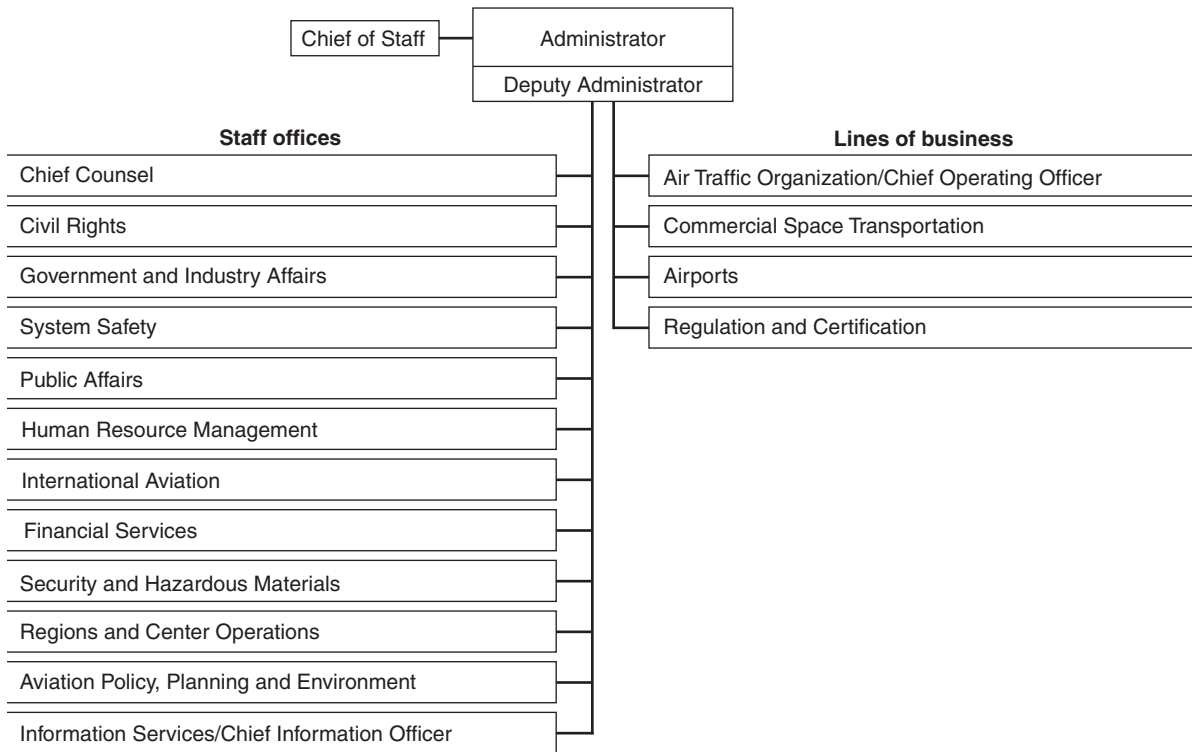 Chief of Staff
Administrator
Deputy Administrator
Staff offices
Chief Counsel
Civil Rights
Government and Industry Affairs
System Safety
Public Affairs
Human Resource Management
International Aviation
Financial Services
Security and Hazardous Materials
Regions and Center Operations
Aviation Policy, Planning and Environment
Information Services/Chief Information Officer
Lines of business
Air Traffic Organization/Chief Operating Officer
Commercial Space Transportation
Airports
Regulation and Certification